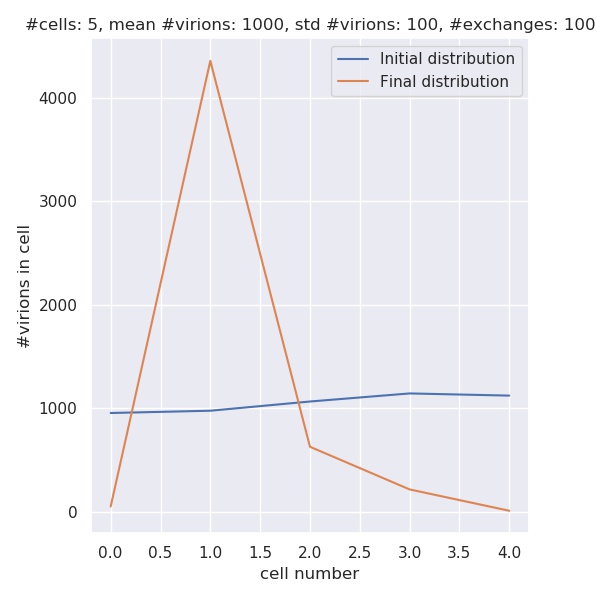 #cells: 5, mean #virions: 1000, std #virions: 100, #exchanges: 100
Initial distribution
Final distribution
4000
3000
2000
1000
0
#virions in cell
0.0 0.5 1.0 1.5 2.0 2.5 3.0 3.5 4.0
cell number